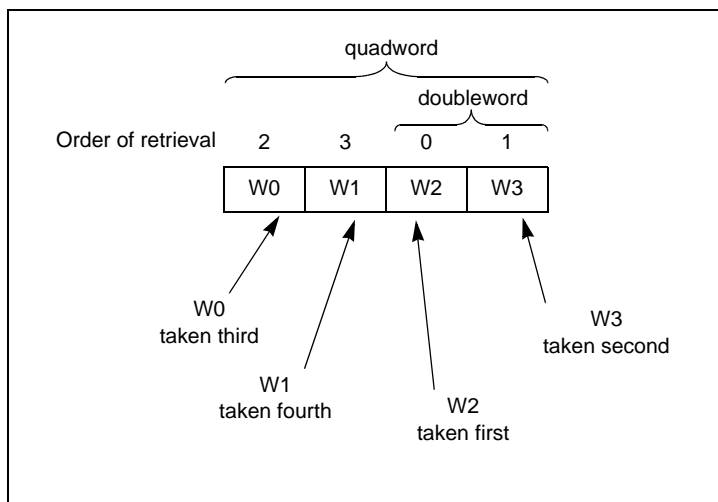 quadword
doubleword
Order of retrieval 2 3 0 1
W0 W1 W2 W3
W0
taken third
W3
taken second
W1
taken fourth
W2
taken first